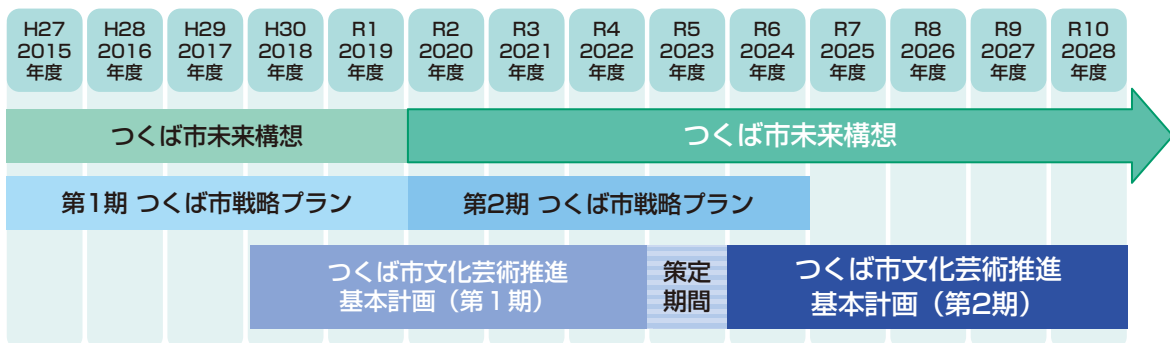 H27
2015
年度
H28
2016
年度
H29
2017
年度
H30
2018
年度
R1
2019
年度
R2
2020
年度
R3
2021
年度
R4
2022
年度
R5
2023
年度
R6
2024
年度
R7
2025
年度
R8
2026
年度
R9
2027
年度
R10
2028
年度
つくば市未来構想
つくば市未来構想
第1期 つくば市戦略プラン
第2期 つくば市戦略プラン
つくば市文化芸術推進
基本計画（第１期）
策定
期間
つくば市文化芸術推進
基本計画（第2期）